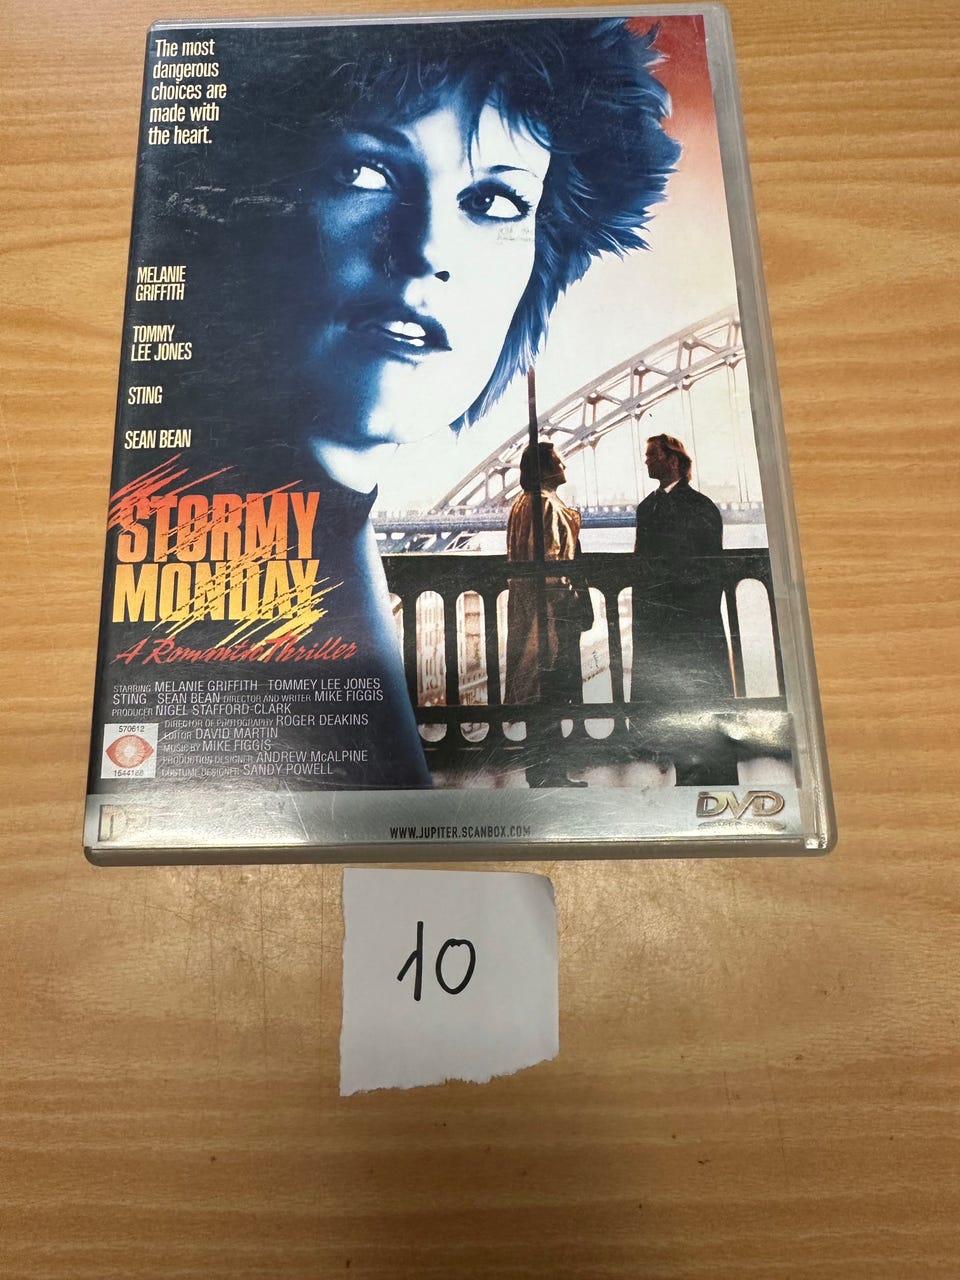 The most
dangerous
choices are
made with
the heart.
MELANIE
GRIFFITH
TOMMY
LEE JONES
STING
SEAN BEAN
STORMY
MONDAY
A Romantic Thriller
STARRING MELANIE GRIFFITH TOMMEY LEE JONES
STING SEAN BEAN DIRECTOR AND WRITER MIKE FIGGIS
PRODUCER NIGEL STAFFORD-CLARK
DIRECTOR OF PHOTOGRAPHY ROGER DEAKINS
EDITOR DAVID MARTIN
MUSIC BY MIKE FIGGIS
PRODUCTION DESIGNER ANDREW McALPINE
COSTUME DESIGNER SANDY POWELL
570612
1544188
WWW.JUPITER.SCANBOX.COM
DVD
10